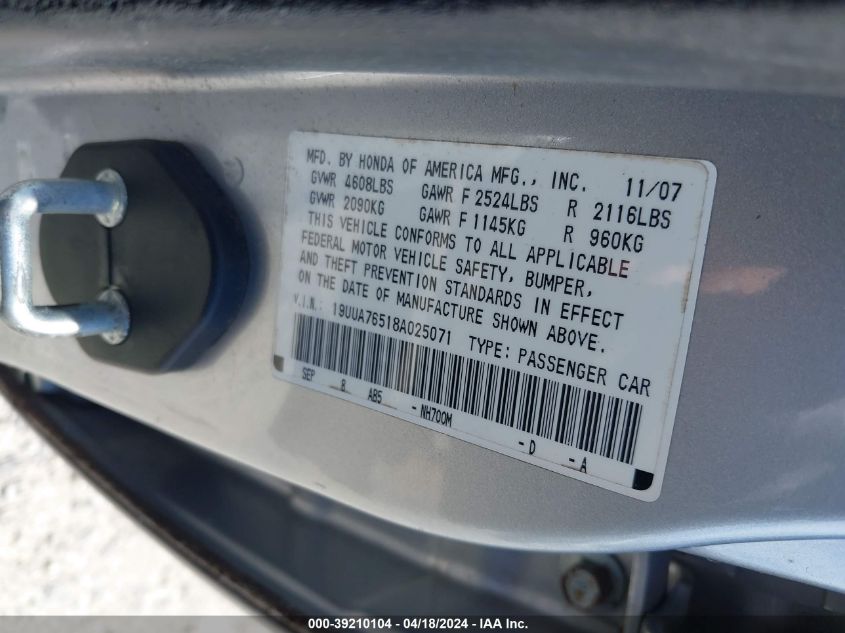 MFD. BY HONDA OF AMERICA MFG., INC. 11/07
GVWR 4608LBS GAWR F 2524LBS R 2116LBS
GVWR 2090KG GAWR F 1145KG R 960KG
THIS VEHICLE CONFORMS TO ALL APPLICABLE
FEDERAL MOTOR VEHICLE SAFETY, BUMPER,
AND THEFT PREVENTION STANDARDS IN EFFECT
ON THE DATE OF MANUFACTURE SHOWN ABOVE.
V.I.N.: 19UUA76518A025071 TYPE: PASSENGER CAR
SEP 8 AB5 -NH700M -D -A
000-39210104 / 04/18/2024 - IAA Inc.